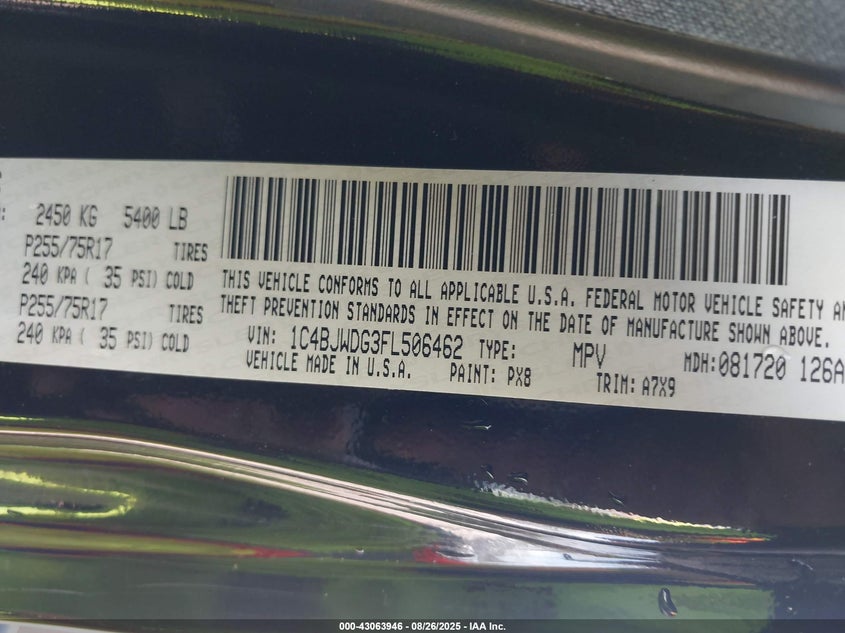 2450 KG 5400 LB
P255/75R17 TIRES
240 KPA ( 35 PSI) COLD
P255/75R17 TIRES
240 KPA ( 35 PSI) COLD
THIS VEHICLE CONFORMS TO ALL APPLICABLE U.S.A. FEDERAL MOTOR VEHICLE SAFETY AN
THEFT PREVENTION STANDARDS IN EFFECT ON THE DATE OF MANUFACTURE SHOWN ABOVE.
VIN: 1C4BJWDG3FL506462 TYPE: MPV MDH: 081720 126A
VEHICLE MADE IN U.S.A. PAINT: PX8 TRIM: A7X9
000-43063946 - 08/26/2025 - IAA Inc.